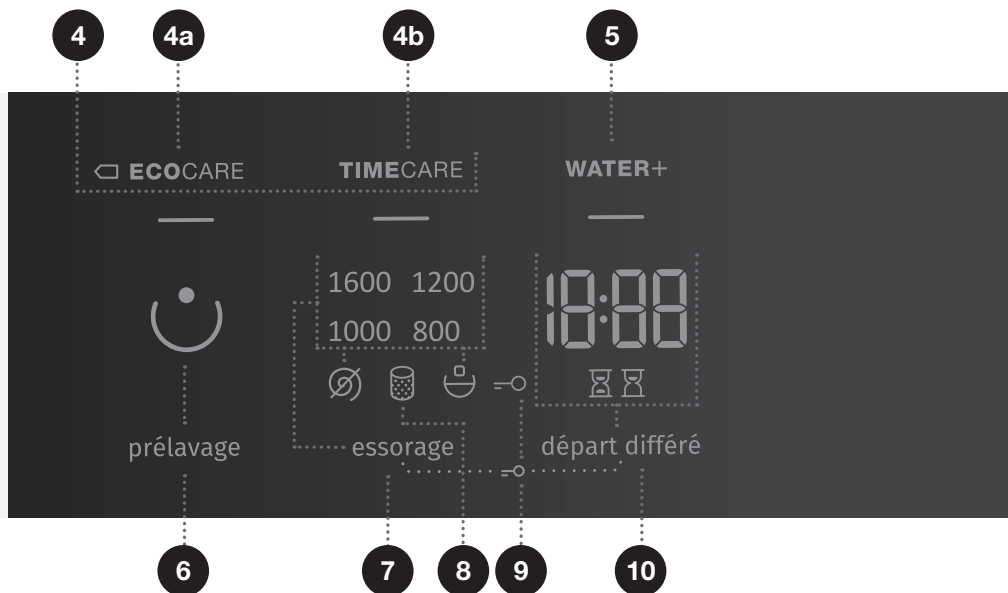 4 4a 4b 5
ECOCARE TIMECARE WATER+
1600 1200
18:88
1000 800
prélavage essorage départ différé
6 7 8 9 10